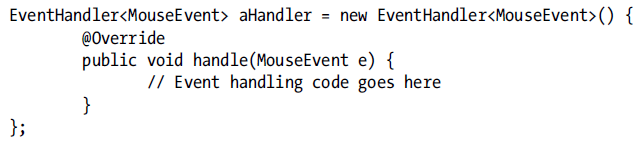 EventHandler<MouseEvent> aHandler = new EventHandler<MouseEvent>() {
        @Override
        public void handle(MouseEvent e) {
                // Event handling code goes here
        }
};